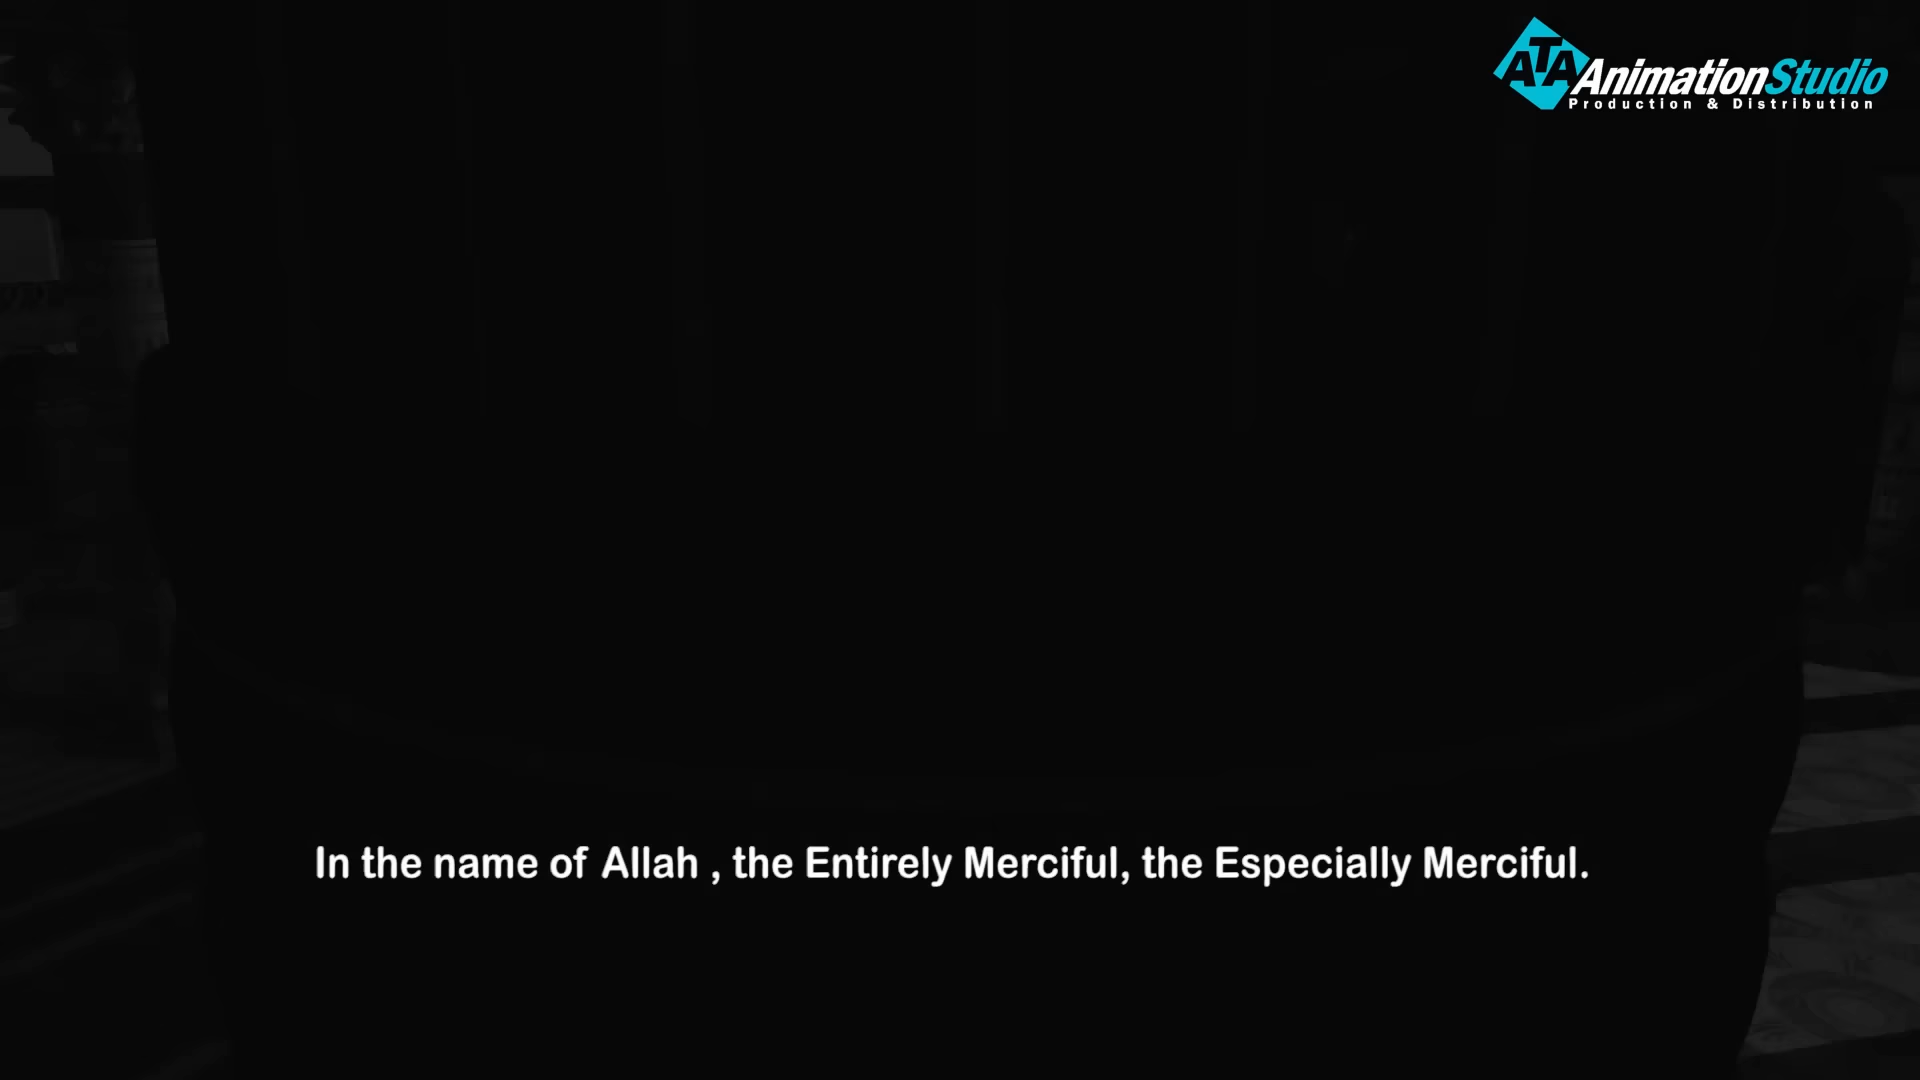 ATA AnimationStudio
Production & Distribution
In the name of Allah , the Entirely Merciful, the Especially Merciful.